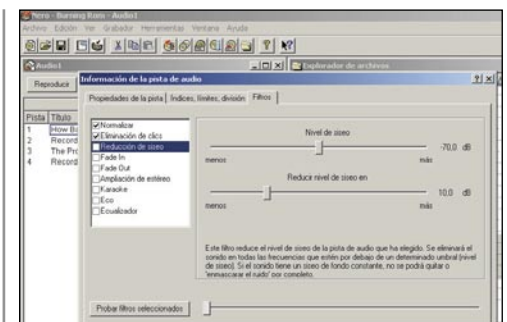 Nero - Burning Rom - Audio1
Archivo Edición Ver Grabador Herramientas Ventana Ayuda
Audio1
Explorador de archivos
Reproducir
Información de la pista de audio
Propiedades de la pista
Indices, límites, división
Filtros
Pista Título
1 How
2 Record
3 The Pro
4 Record
Normalizar
Eliminación de clics
Reducción de siseo
Fade In
Fade Out
Ampliación de estéreo
Karaoke
Eco
Ecualizador
Nivel de siseo
-70,0 dB
menos más
Reducir nivel de siseo en
10,0 dB
menos más
Este filtro reduce el nivel de siseo de la pista de audio que ha elegido. Se eliminará el
sonido en todas las frecuencias que estén por debajo de un determinado umbral (nivel
de siseo). Si el sonido tiene un siseo de fondo constante, no se podrá quitar o
"enmascarar el ruido" por completo.
Probar filtros seleccionados